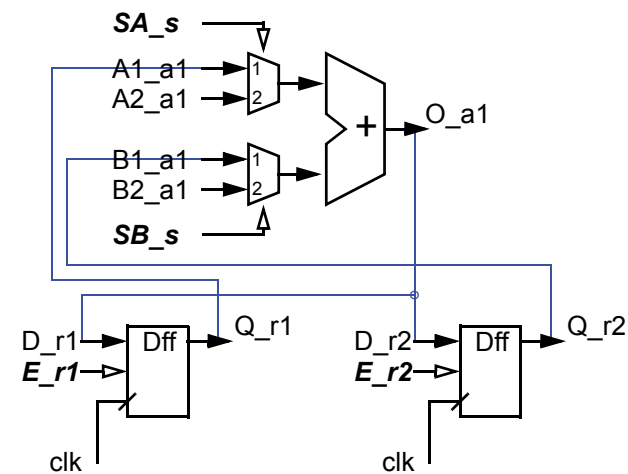 SA_s
A1_a1
1
A2_a1
2
+
O_a1
B1_a1
1
B2_a1
2
SB_s
D_r1
Dff
Q_r1
E_r1
clk
D_r2
Dff
Q_r2
E_r2
clk